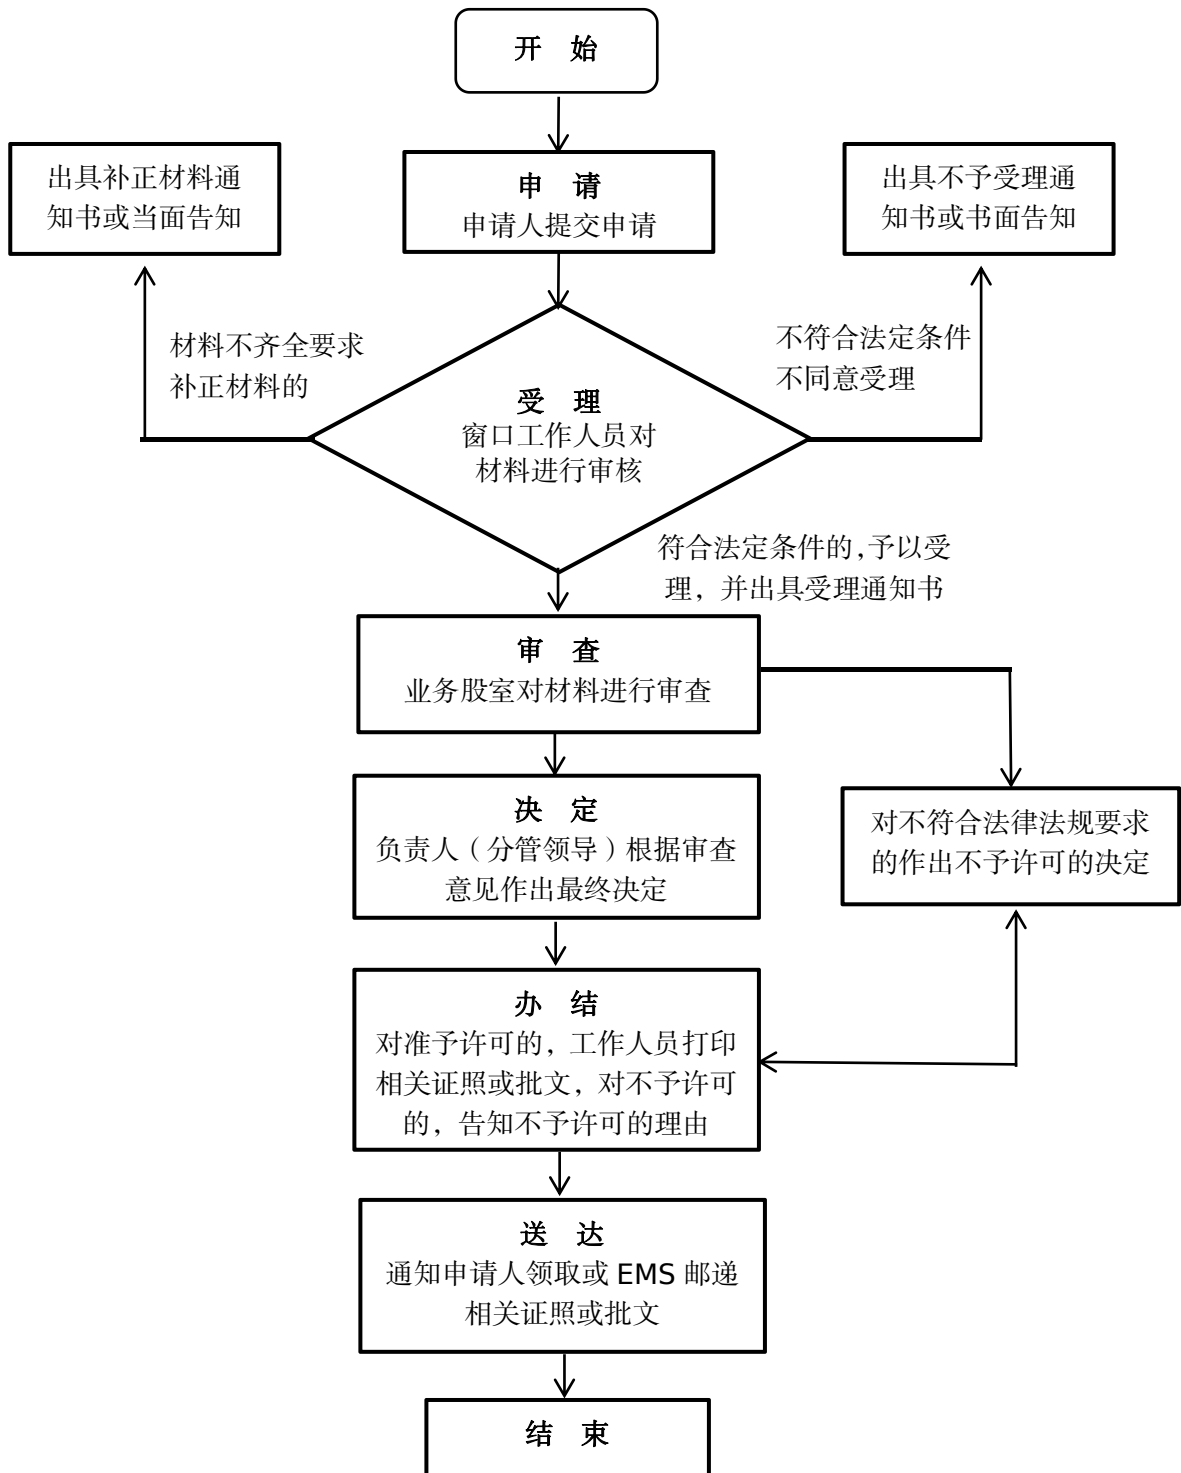 开 始
申 请
申请人提交申请
出具补正材料通
知书或当面告知
出具不予受理通
知书或书面告知
材料不齐全要求
补正材料的
不符合法定条件
不同意受理
受 理
窗口工作人员对
材料进行审核
符合法定条件的,予以受
理，并出具受理通知书
审 查
业务股室对材料进行审查
决 定
负责人（分管领导）根据审查
意见作出最终决定
对不符合法律法规要求
的作出不予许可的决定
办 结
对准予许可的，工作人员打印
相关证照或批文，对不予许可
的，告知不予许可的理由
送 达
通知申请人领取或 EMS 邮递
相关证照或批文
结 束